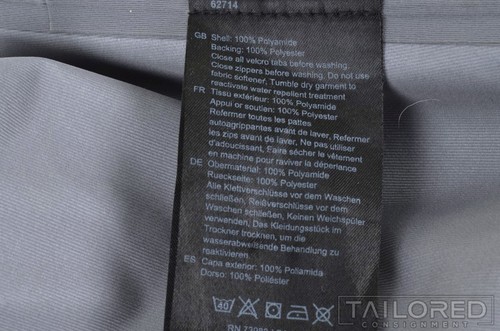 62714
GB Shell: 100% Polyamide
Backing: 100% Polyester
Close all velcro tabs before washing.
Close zippers before washing. Do not use
fabric softener, Tumble dry garment to
reactivate water repelient treatment
FR Tissu extérieur: 100% Polyamide
Appui or soutien: 100% Polyester
Refermer toutes les pattes
autoagrippantes avant de laver, Refermer
les zips avant de laver, Ne pas utiliser
d'adoucissant, Faire sécher le vêtement
en machine pour raviver la déperlance
DE Obermaterial: 100% Polyamide
Rueckseite: 100% Polyester
Alle Klettverschlüsse vor dem Waschen
schließen, Reißverschlüsse vor dem
Waschen schließen, Keinen Weichspüler
verwenden, Das Kleidungsstück im
Trockner trocknen, um die
wasserabweisende Behandlung zu
reaktivieren.
ES Capa exterior: 100% Poliamida
Dorso: 100% Poliéster
40
RN
TAILORED
CONSIGNMENT